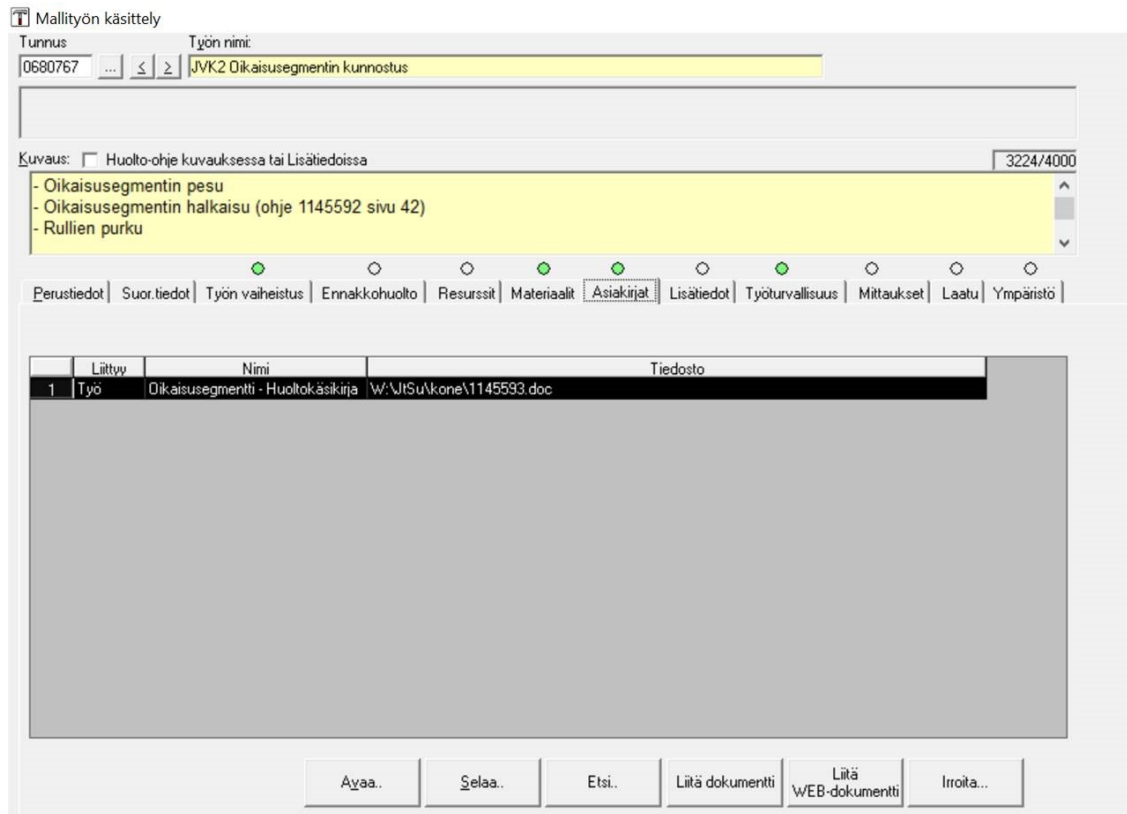 Mallityön käsittely
Tunnus Työn nimi:
0680767 ... < > JVK2 Oikaisusegmentin kunnostus
Kuvaus: Huolto-ohje kuvauksessa tai Lisätiedoissa 3224/4000
- Oikaisusegmentin pesu
- Oikaisusegmentin halkaisu (ohje 1145592 sivu 42)
- Rullien purku
Perustiedot Suor.tiedot Työn vaiheistus Ennakkohuolto Resurssit Materiaalit Asiakirjat Lisätiedot Työturvallisuus Mittaukset Laatu Ympäristö
Liittyy Nimi Tiedosto
1 Työ Oikaisusegmentti - Huoltokäsikirja W:\JtSu\kone\1145593.doc
Avaa.. Selaa.. Etsi.. Liitä dokumentti Liitä WEB-dokumentti Irroita...